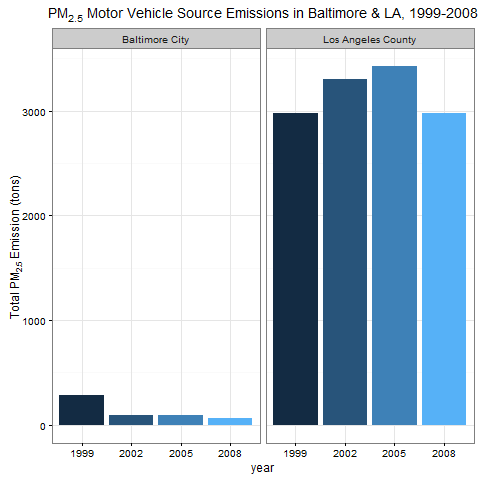 PM2.5 Motor Vehicle Source Emissions in Baltimore & LA, 1999-2008
Baltimore City
Los Angeles County
Total PM2.5 Emission (tons)
3000
2000
1000
0
1999 2002 2005 2008
1999 2002 2005 2008
year